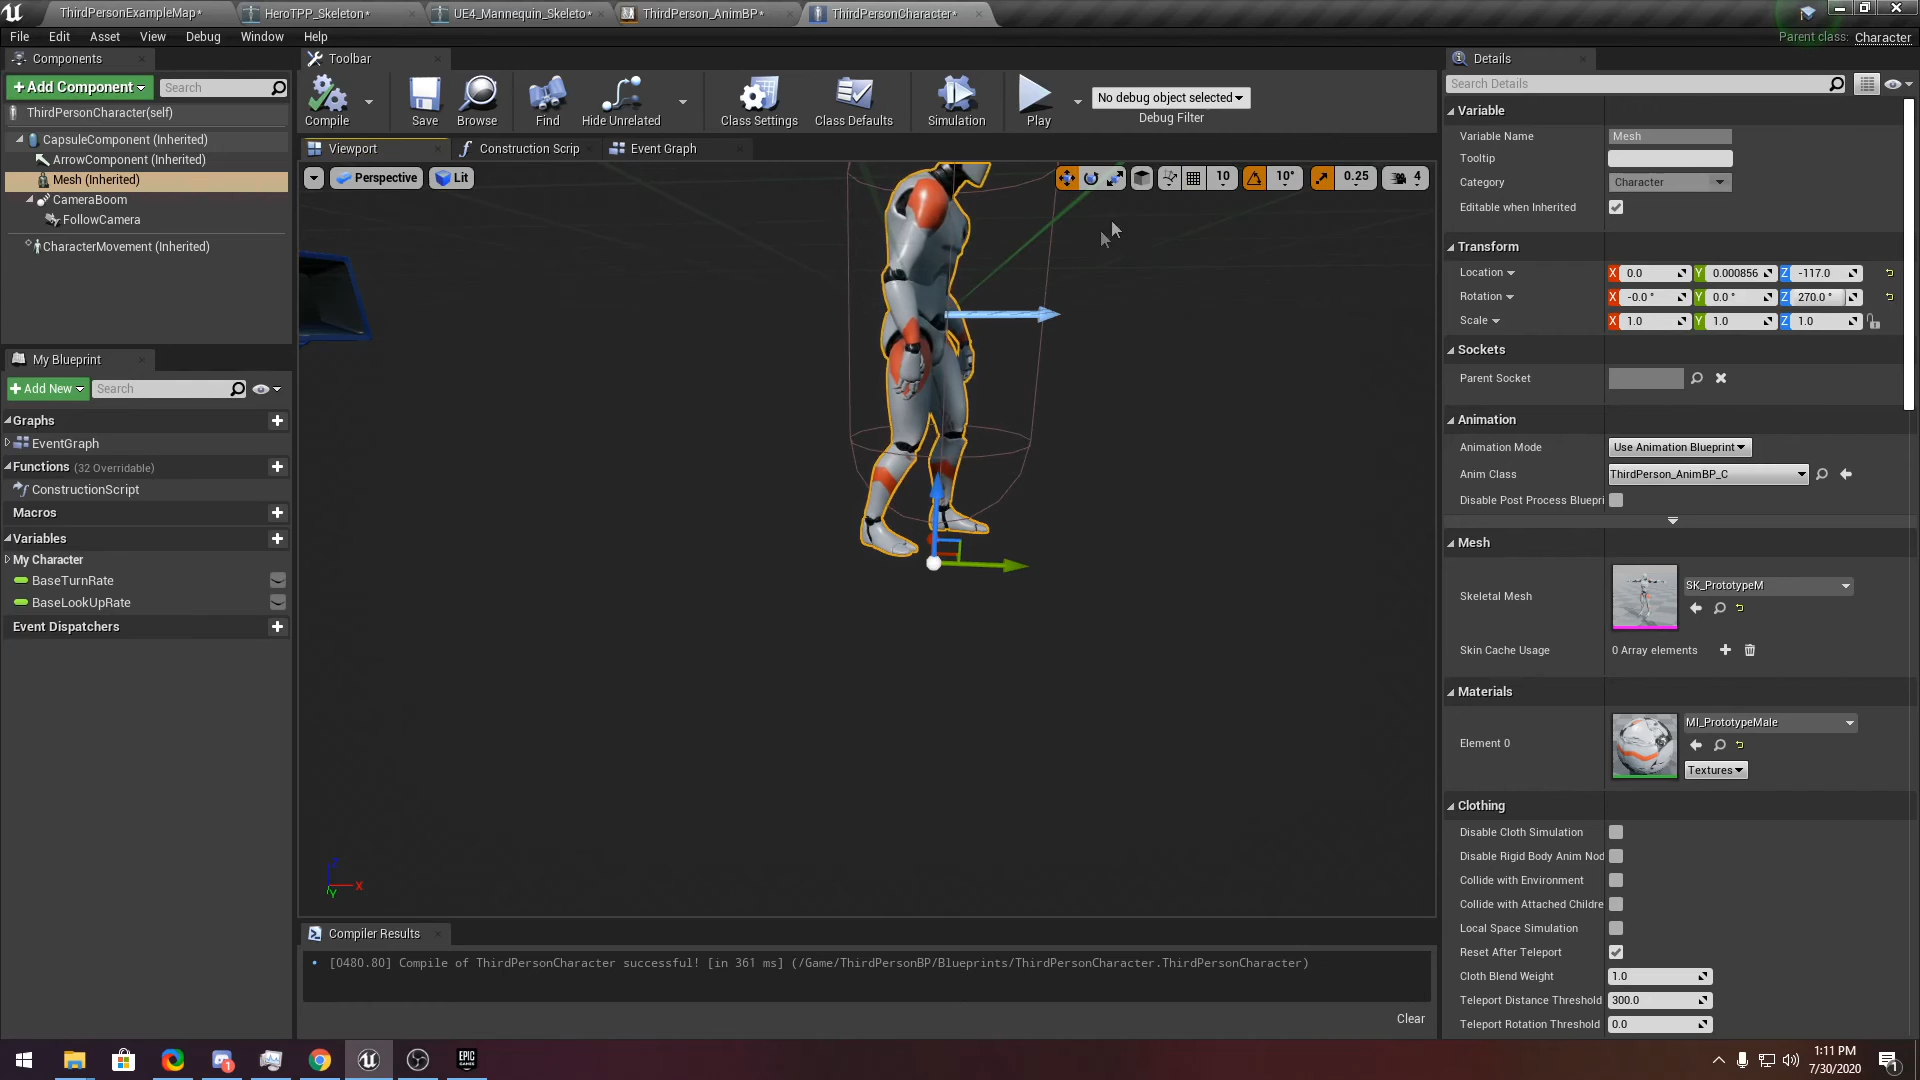 ThirdPersonExampleMap*
HeroTPP_Skeleton*
UE4_Mannequin_Skeleto*
ThirdPerson_AnimBP*
ThirdPersonCharacter*
File Edit Asset View Debug Window Help
Parent class: Character
Components
+Add Component
Search
ThirdPersonCharacter(self)
CapsuleComponent (Inherited)
ArrowComponent (Inherited)
Mesh (Inherited)
CameraBoom
FollowCamera
CharacterMovement (Inherited)
My Blueprint
+Add New
Search
Graphs
EventGraph
Functions (32 Overridable)
ConstructionScript
Macros
Variables
My Character
BaseTurnRate
BaseLookUpRate
Event Dispatchers
Toolbar
Compile
Save
Browse
Find
Hide Unrelated
Class Settings
Class Defaults
Simulation
Play
No debug object selected
Debug Filter
Viewport
Construction Scrip
Event Graph
Perspective
Lit
10
10°
0.25
4
Z
X
Y
Compiler Results
[0480.80] Compile of ThirdPersonCharacter successful! [in 361 ms] (/Game/ThirdPersonBP/Blueprints/ThirdPersonCharacter.ThirdPersonCharacter)
Clear
Details
Search Details
Variable
Variable Name Mesh
Tooltip
Category Character
Editable when Inherited
Transform
Location X 0.0 Y 0.000856 Z -117.0
Rotation X -0.0 ° Y 0.0 ° Z 270.0 °
Scale X 1.0 Y 1.0 Z 1.0
Sockets
Parent Socket
Animation
Animation Mode Use Animation Blueprint
Anim Class ThirdPerson_AnimBP_C
Disable Post Process Bluepri
Mesh
Skeletal Mesh SK_PrototypeM
Skin Cache Usage 0 Array elements
Materials
Element 0 MI_PrototypeMale
Textures
Clothing
Disable Cloth Simulation
Disable Rigid Body Anim Nod
Collide with Environment
Collide with Attached Childre
Local Space Simulation
Reset After Teleport
Cloth Blend Weight 1.0
Teleport Distance Threshold 300.0
Teleport Rotation Threshold 0.0
EPIC GAMES
1:11 PM
7/30/2020